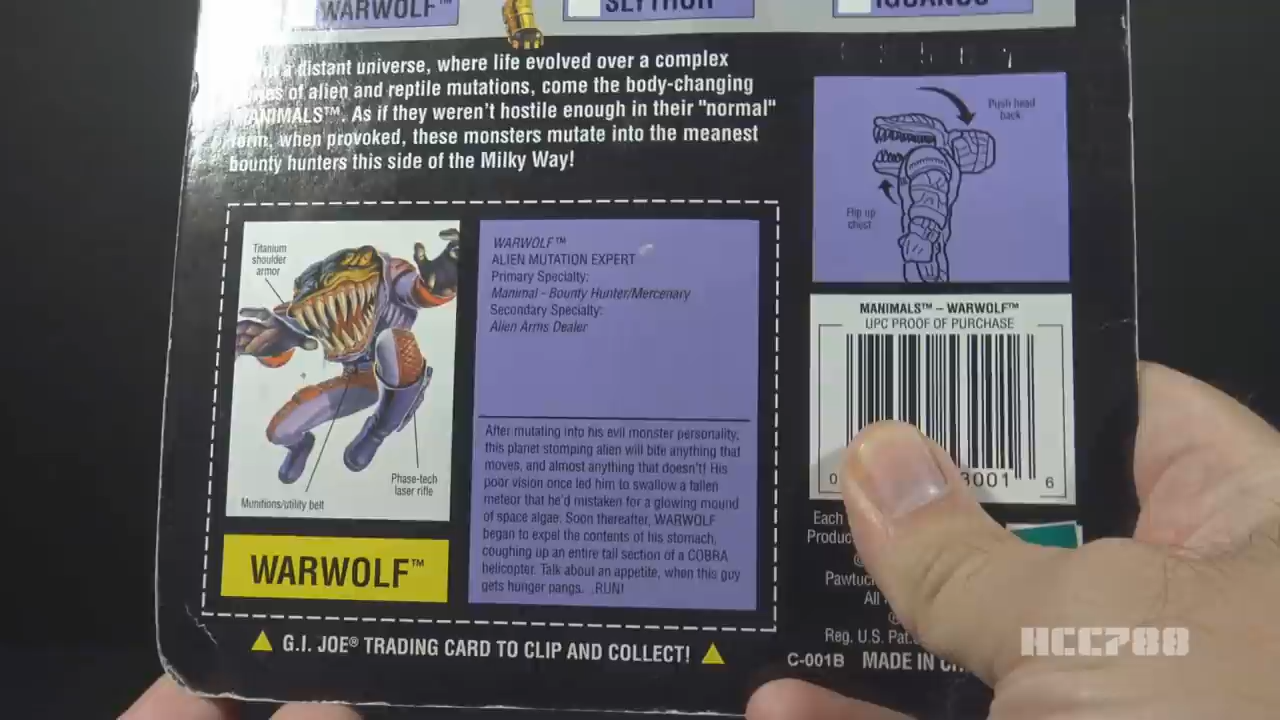 WARWOLF™
SLYTHOR™
IGUANUS™
a distant universe, where life evolved over a complex
of alien and reptile mutations, come the body-changing
MANIMALS™. As if they weren't hostile enough in their "normal"
form, when provoked, these monsters mutate into the meanest
bounty hunters this side of the Milky Way!
Push head
back
Flip up
chest
Titanium
shoulder
armor
Munitions/utility belt
Phase-tech
laser rifle
WARWOLF™
WARWOLF™
ALIEN MUTATION EXPERT
Primary Specialty:
Manimal - Bounty Hunter/Mercenary
Secondary Specialty:
Alien Arms Dealer
After mutating into his evil monster personality,
this planet stomping alien will bite anything that
moves, and almost anything that doesn't! His
poor vision once led him to swallow a fallen
meteor that he'd mistaken for a glowing mound
of space algae. Soon thereafter, WARWOLF
began to expel the contents of his stomach,
coughing up an entire tail section of a COBRA
helicopter. Talk about an appetite, when this guy
gets hunger pangs. . .RUN!
G.I. JOE® TRADING CARD TO CLIP AND COLLECT!
MANIMALS™ – WARWOLF™
UPC PROOF OF PURCHASE
0 3001 6
Each
Produc
Pawtuc
All
Reg. U.S. Pat.
C-001B MADE IN
HCC788